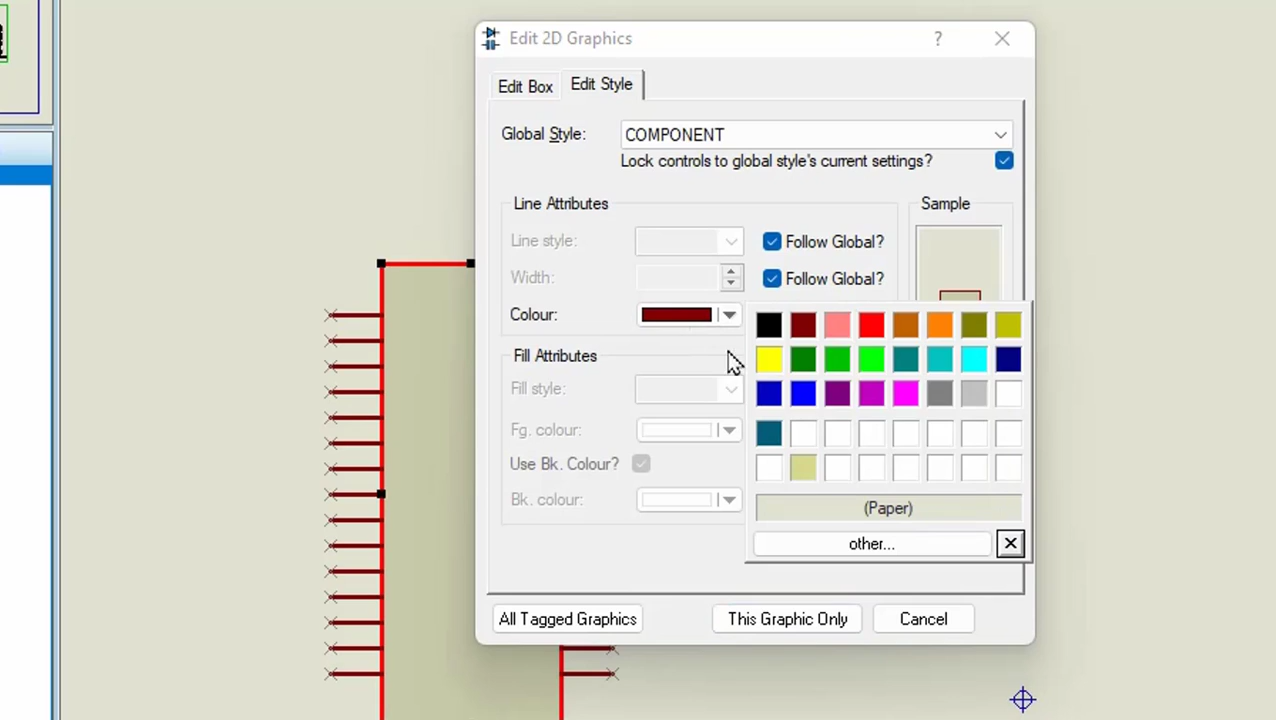 Edit 2D Graphics
?
Edit Box
Edit Style
Global Style:
COMPONENT
Lock controls to global style's current settings?
Line Attributes
Sample
Line style:
Follow Global?
Width:
Follow Global?
Colour:
Fill Attributes
Fill style:
Fg. colour:
Use Bk. Colour?
Bk. colour:
(Paper)
other...
All Tagged Graphics
This Graphic Only
Cancel